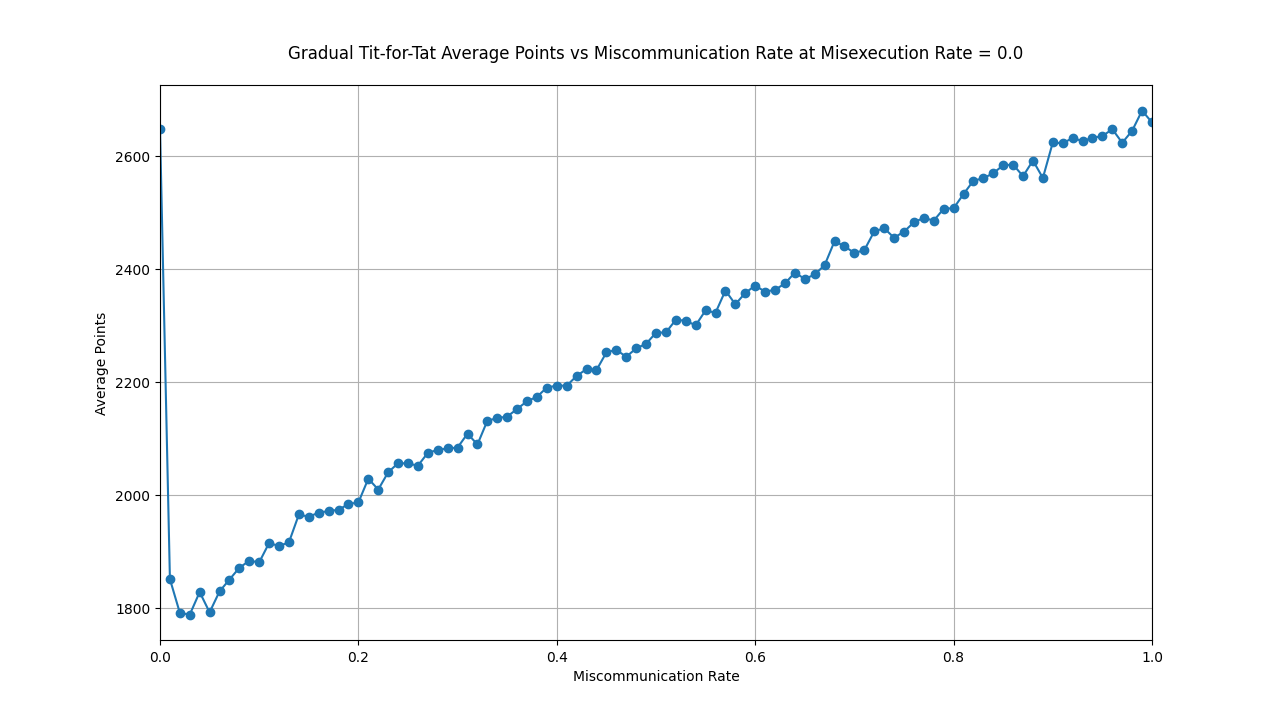 Gradual Tit-for-Tat Average Points vs Miscommunication Rate at Misexecution Rate = 0.0
Average Points
2600
2400
2200
2000
1800
0.0 0.2 0.4 0.6 0.8 1.0
Miscommunication Rate